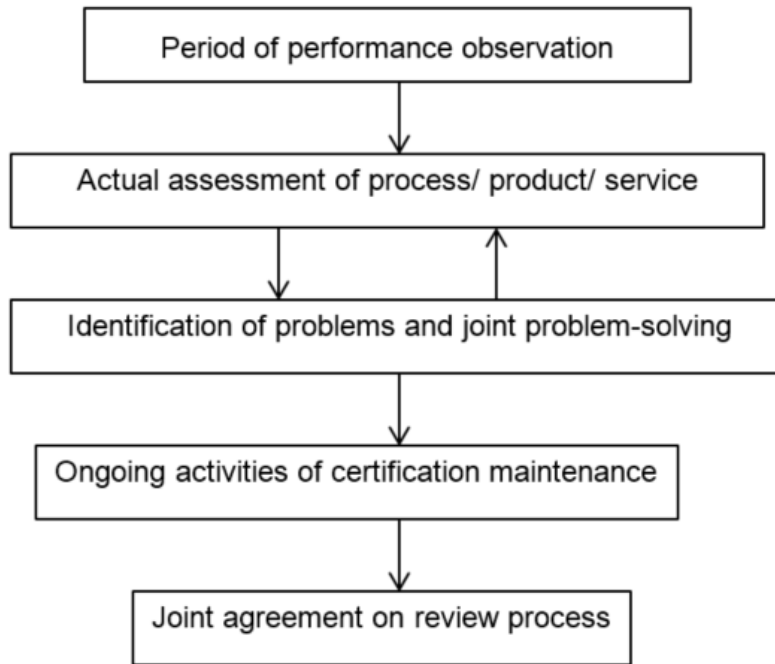 Period of performance observation
Actual assessment of process/ product/ service
Identification of problems and joint problem-solving
Ongoing activities of certification maintenance
Joint agreement on review process